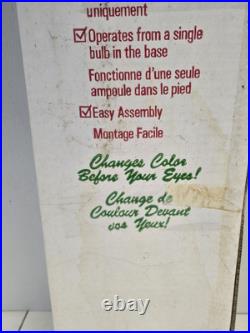 uniquement
☑Operates from a single
bulb in the base
Fonctionne d'une seule
ampoule dans le pied
☑Easy Assembly
Montage Facile
Changes Color
Before Your Eyes!
Change de
Coulour Devant
vos Yeux!